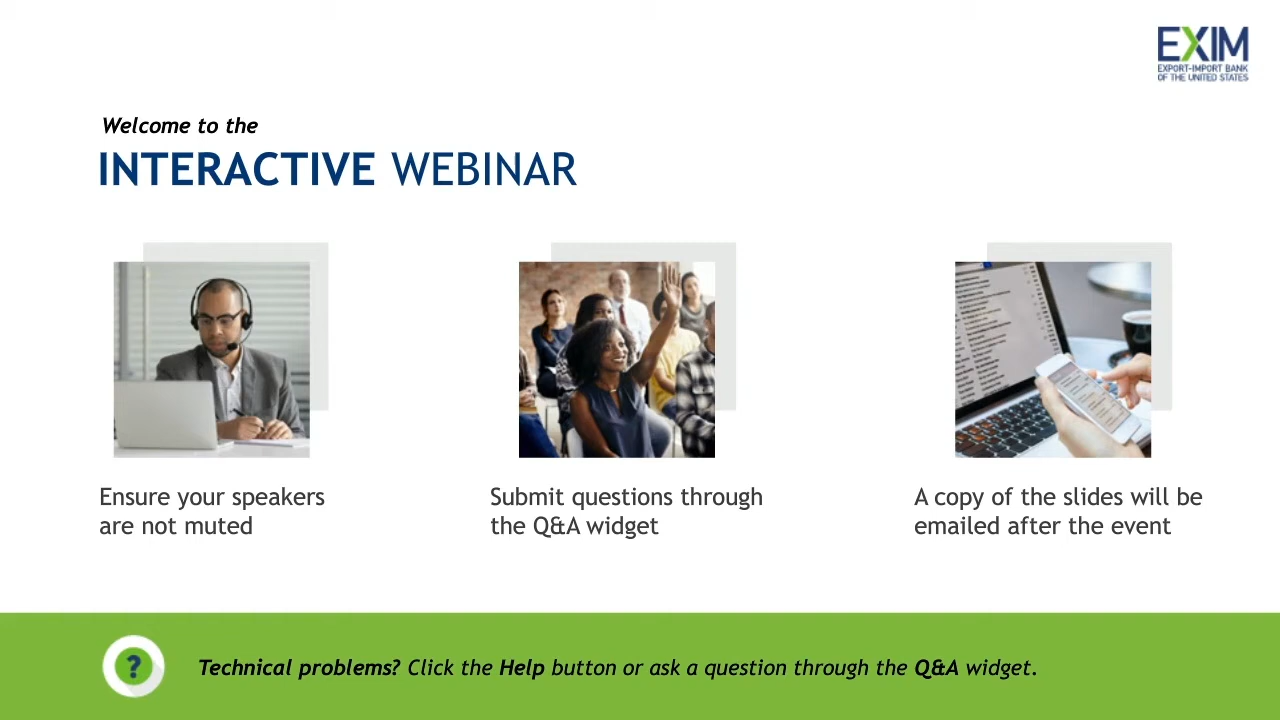 EXIM
EXPORT-IMPORT BANK
OF THE UNITED STATES
Welcome to the
INTERACTIVE WEBINAR
Ensure your speakers
are not muted
Submit questions through
the Q&A widget
A copy of the slides will be
emailed after the event
?
Technical problems? Click the Help button or ask a question through the Q&A widget.